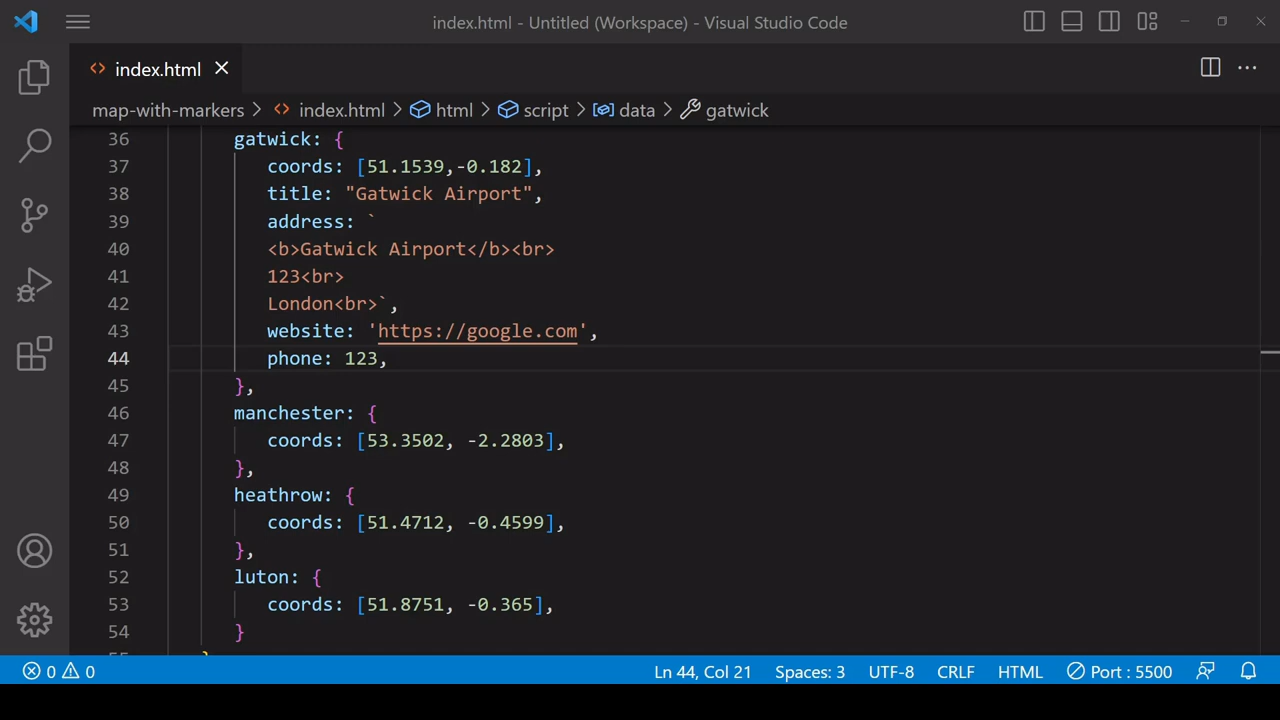 index.html - Untitled (Workspace) - Visual Studio Code
index.html
map-with-markers > index.html > html > script > data > gatwick
36 gatwick: {
37 coords: [51.1539,-0.182],
38 title: "Gatwick Airport",
39 address: `
40 <b>Gatwick Airport</b><br>
41 123<br>
42 London<br>`,
43 website: 'https://google.com',
44 phone: 123,
45 },
46 manchester: {
47 coords: [53.3502, -2.2803],
48 },
49 heathrow: {
50 coords: [51.4712, -0.4599],
51 },
52 luton: {
53 coords: [51.8751, -0.365],
54 }
55 }
0 0 Ln 44, Col 21 Spaces: 3 UTF-8 CRLF HTML Port : 5500